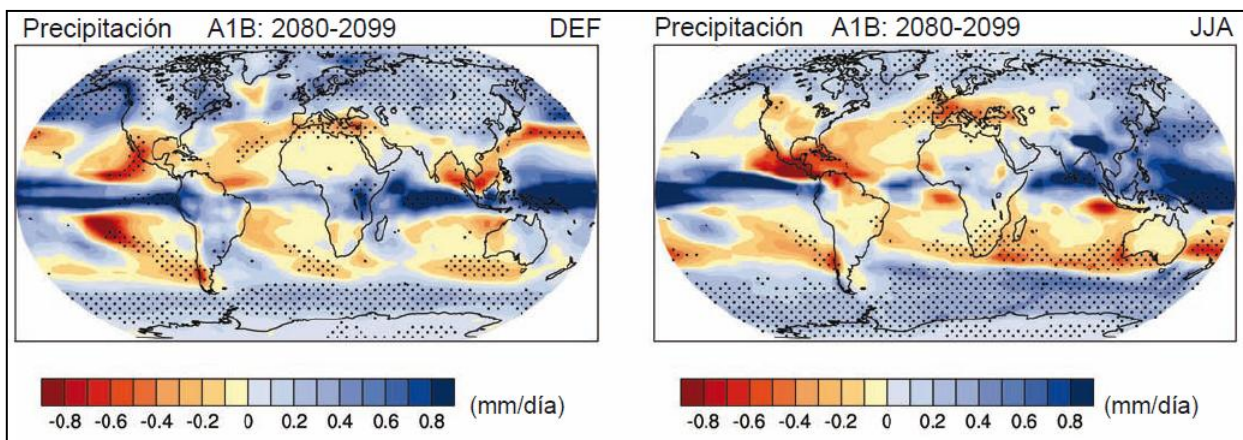 Precipitación A1B: 2080-2099 DEF
Precipitación A1B: 2080-2099 JJA
-0.8 -0.6 -0.4 -0.2 0 0.2 0.4 0.6 0.8 (mm/día)
-0.8 -0.6 -0.4 -0.2 0 0.2 0.4 0.6 0.8 (mm/día)